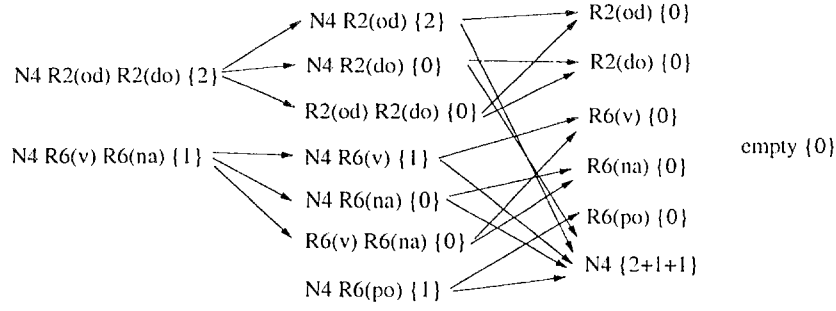 N4 R2(od) R2(do) {2}
N4 R6(v) R6(na) {1}
N4 R2(od) {2}
N4 R2(do) {0}
R2(od) R2(do) {0}
N4 R6(v) {1}
N4 R6(na) {0}
R6(v) R6(na) {0}
N4 R6(po) {1}
R2(od) {0}
R2(do) {0}
R6(v) {0}
R6(na) {0}
R6(po) {0}
N4 {2+1+1}
empty {0}